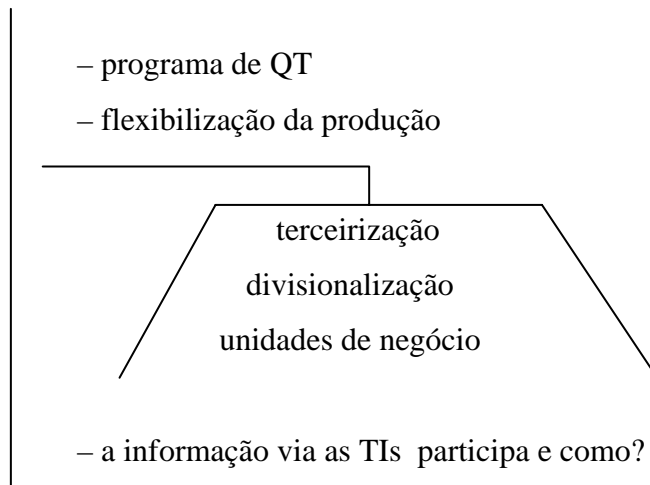 – programa de QT
– flexibilização da produção
terceirização
divisionalização
unidades de negócio
– a informação via as TIs participa e como?